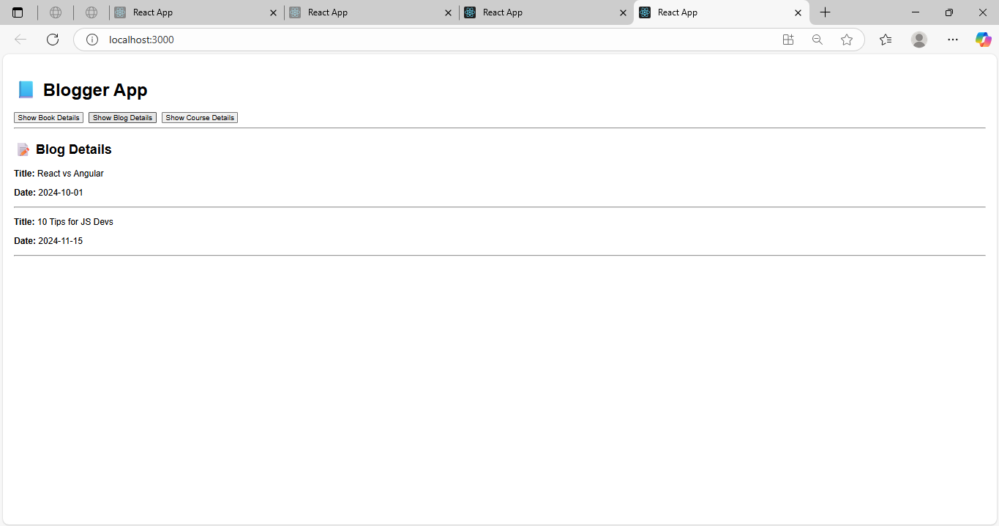 React App React App React App React App
localhost:3000
📘 Blogger App
Show Book Details Show Blog Details Show Course Details
📝 Blog Details
Title: React vs Angular
Date: 2024-10-01
Title: 10 Tips for JS Devs
Date: 2024-11-15